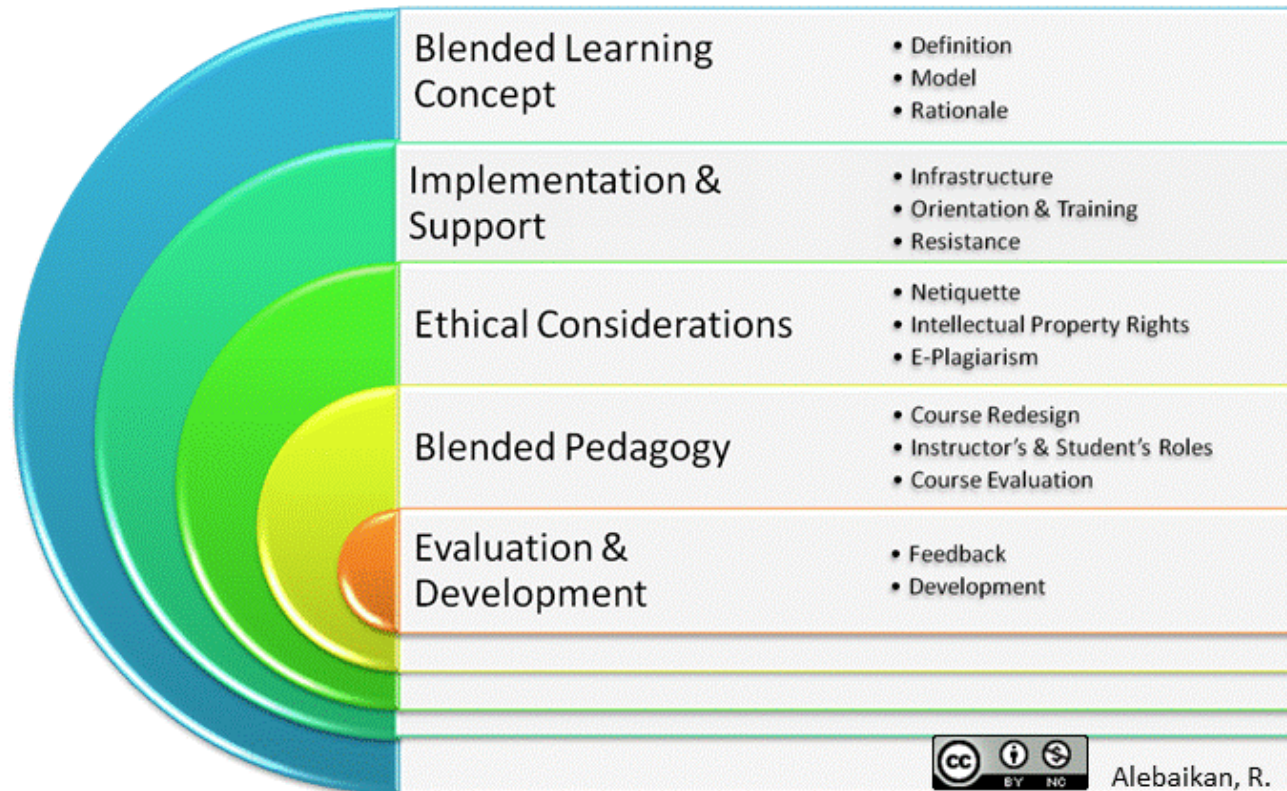 Blended Learning
Concept
• Definition
• Model
• Rationale
Implementation &
Support
• Infrastructure
• Orientation & Training
• Resistance
Ethical Considerations
• Netiquette
• Intellectual Property Rights
• E-Plagiarism
Blended Pedagogy
• Course Redesign
• Instructor's & Student's Roles
• Course Evaluation
Evaluation &
Development
• Feedback
• Development
cc
BY NC
Alebaikan, R.